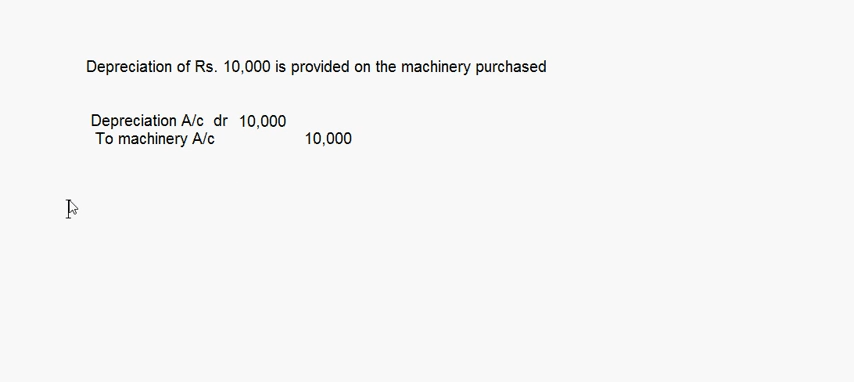 Depreciation of Rs. 10,000 is provided on the machinery purchased
Depreciation A/c dr 10,000
To machinery A/c 10,000